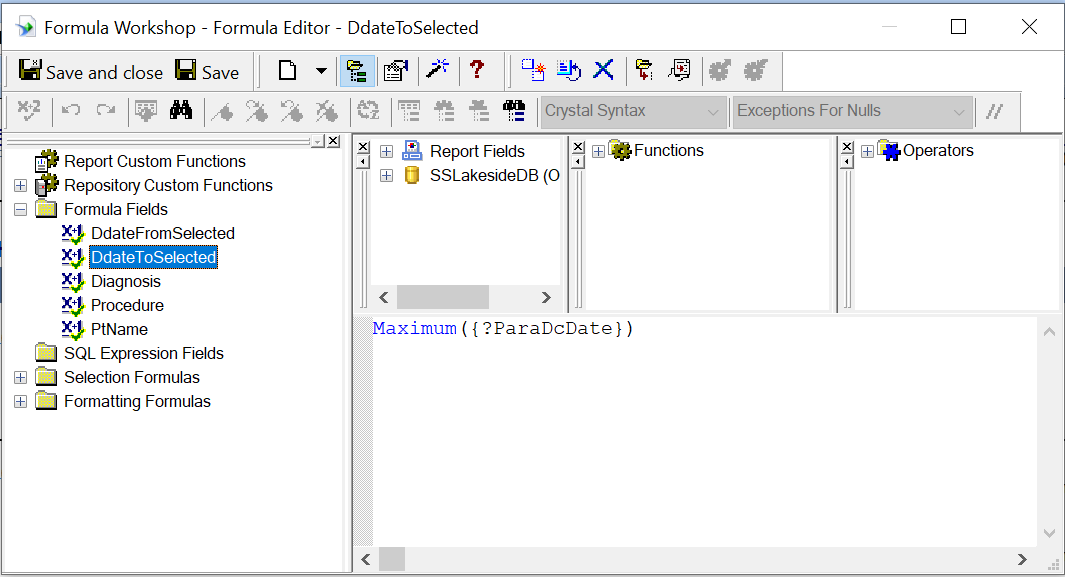 Formula Workshop - Formula Editor - DdateToSelected
Save and close Save
Crystal Syntax Exceptions For Nulls //
Report Custom Functions
Repository Custom Functions
Formula Fields
DdateFromSelected
DdateToSelected
Diagnosis
Procedure
PtName
SQL Expression Fields
Selection Formulas
Formatting Formulas
Report Fields
SSLakesideDB (O
Functions
Operators
Maximum({?ParaDcDate})